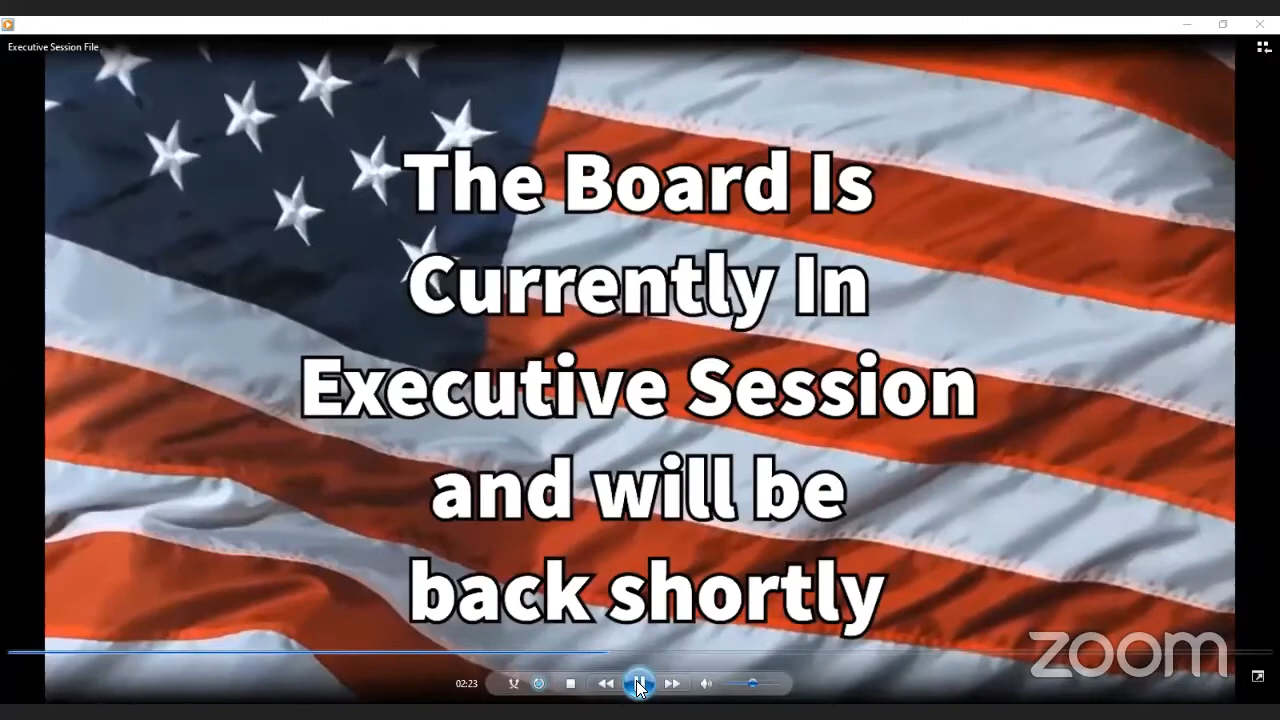 Executive Session File
The Board Is
Currently In
Executive Session
and will be
back shortly
zoom
02:23